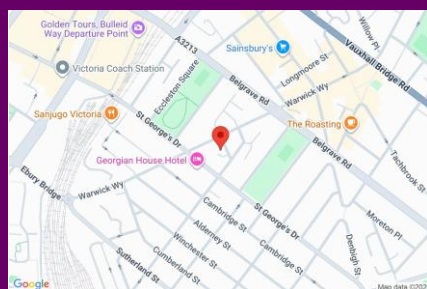 Golden Tours, Bulleid
Way Departure Point
A3213
Sainsbury's
Willow Pl
Vauxhall Bridge Rd
Longmoore St
Victoria Coach Station
Eccleston Square
Belgrave Rd
Warwick Wy
Sanjugo Victoria
St George's Dr
The Roasting
Georgian House Hotel
Belgrave Rd
Tachbrook St
Ebury Bridge
Warwick Wy
Cambridge St
St George's Dr
Moreton Pl
Alderney St
Winchester St
Cambridge St
Denbigh St
Cumberland St
Sutherland St
Google
Map data ©202